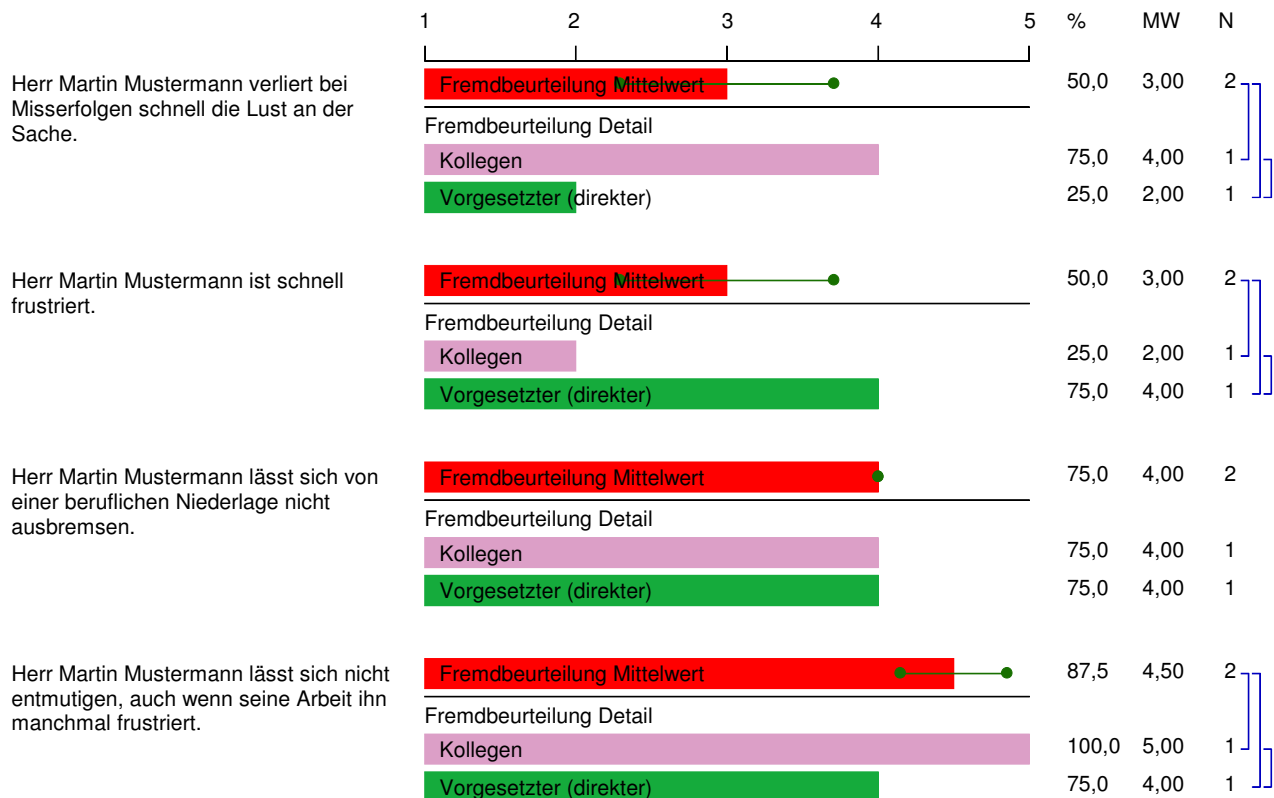 1 2 3 4 5 % MW N
Herr Martin Mustermann verliert bei
Misserfolgen schnell die Lust an der
Sache.
Fremdbeurteilung Mittelwert 50,0 3,00 2
Fremdbeurteilung Detail
Kollegen 75,0 4,00 1
Vorgesetzter (direkter) 25,0 2,00 1
Herr Martin Mustermann ist schnell
frustriert.
Fremdbeurteilung Mittelwert 50,0 3,00 2
Fremdbeurteilung Detail
Kollegen 25,0 2,00 1
Vorgesetzter (direkter) 75,0 4,00 1
Herr Martin Mustermann lässt sich von
einer beruflichen Niederlage nicht
ausbremsen.
Fremdbeurteilung Mittelwert 75,0 4,00 2
Fremdbeurteilung Detail
Kollegen 75,0 4,00 1
Vorgesetzter (direkter) 75,0 4,00 1
Herr Martin Mustermann lässt sich nicht
entmutigen, auch wenn seine Arbeit ihn
manchmal frustriert.
Fremdbeurteilung Mittelwert 87,5 4,50 2
Fremdbeurteilung Detail
Kollegen 100,0 5,00 1
Vorgesetzter (direkter) 75,0 4,00 1